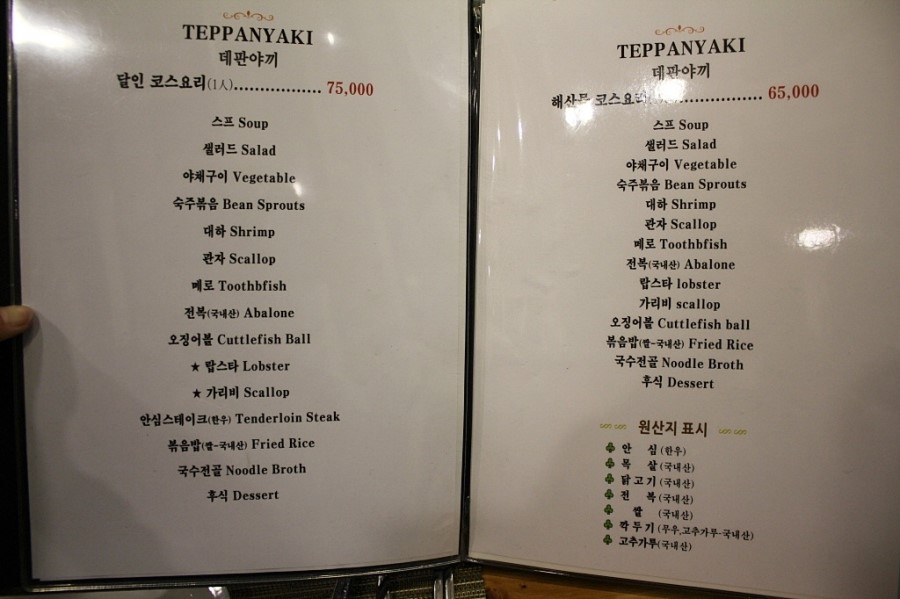 TEPPANYAKI
데판야끼
달인 코스요리(1人).................. 75,000
스프 Soup
샐러드 Salad
야채구이 Vegetable
숙주볶음 Bean Sprouts
대하 Shrimp
관자 Scallop
메로 Toothbfish
전복(국내산) Abalone
오징어볼 Cuttlefish Ball
★ 랍스타 Lobster
★ 가리비 Scallop
안심스테이크(한우) Tenderloin Steak
볶음밥(쌀-국내산) Fried Rice
국수전골 Noodle Broth
후식 Dessert
TEPPANYAKI
데판야끼
해산물 코스요리.................. 65,000
스프 Soup
샐러드 Salad
야채구이 Vegetable
숙주볶음 Bean Sprouts
대하 Shrimp
관자 Scallop
메로 Toothbfish
전복(국내산) Abalone
랍스타 lobster
가리비 scallop
오징어볼 Cuttlefish ball
볶음밥(쌀-국내산) Fried Rice
국수전골 Noodle Broth
후식 Dessert
원산지 표시
안 심 (한우)
목 살 (국내산)
닭고기 (국내산)
전 복 (국내산)
쌀 (국내산)
깍두기 (무우,고추가루-국내산)
고추가루(국내산)